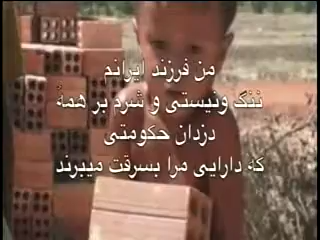 من فرزند ایرانم
ننگ ونیستی و شرم بر همهٔ
دزدان حکومتی
که دارایی مرا بسرقت میبرند